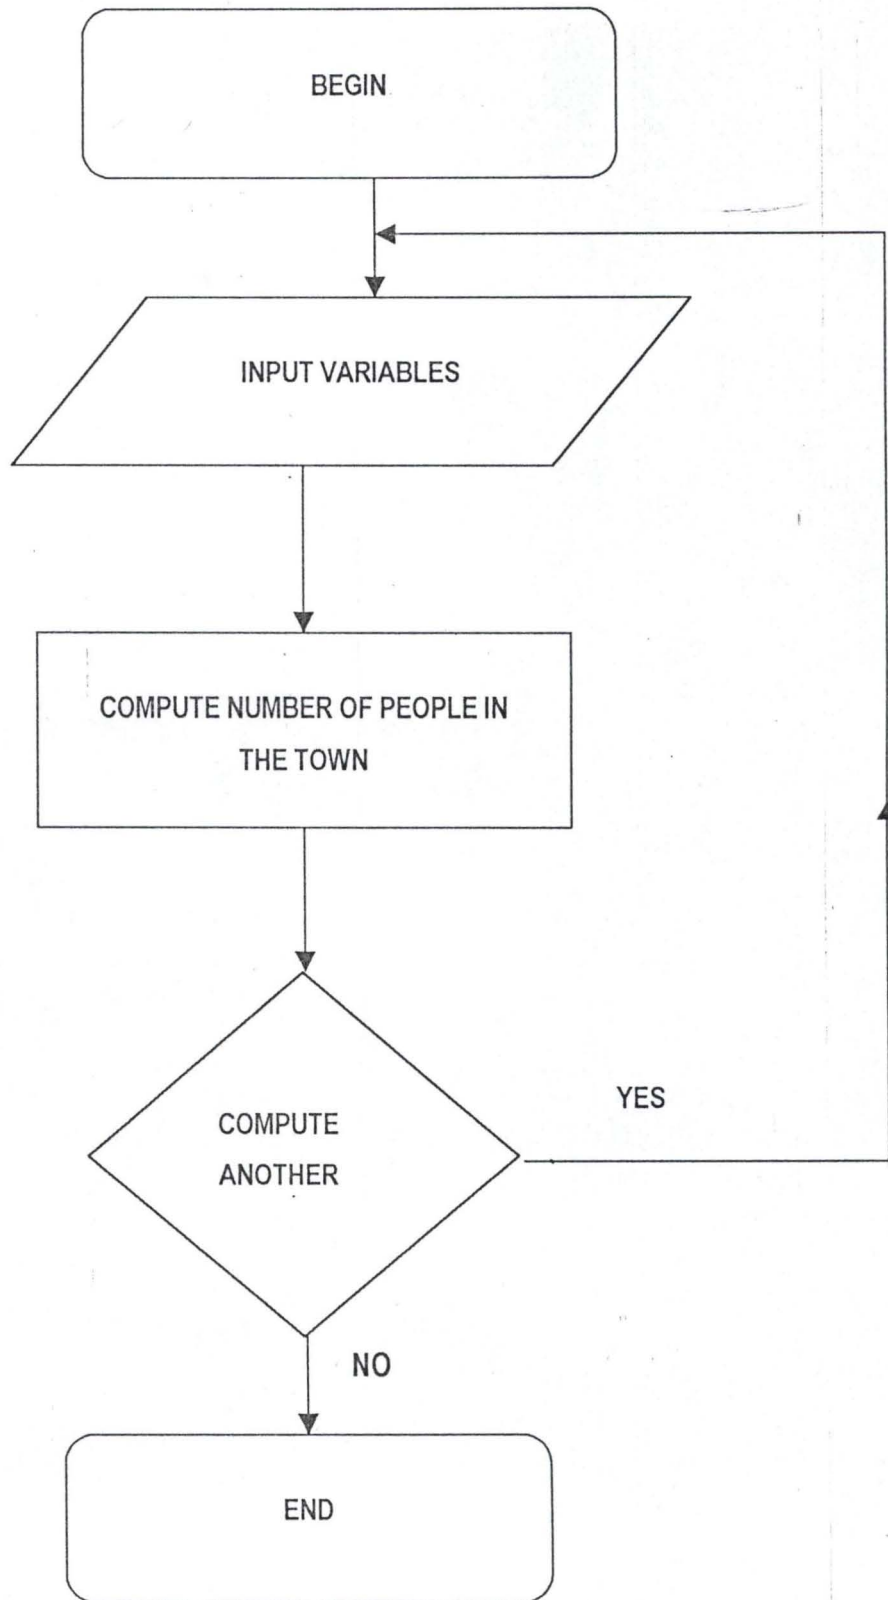 BEGIN
INPUT VARIABLES
COMPUTE NUMBER OF PEOPLE IN
THE TOWN
COMPUTE
ANOTHER
YES
NO
END